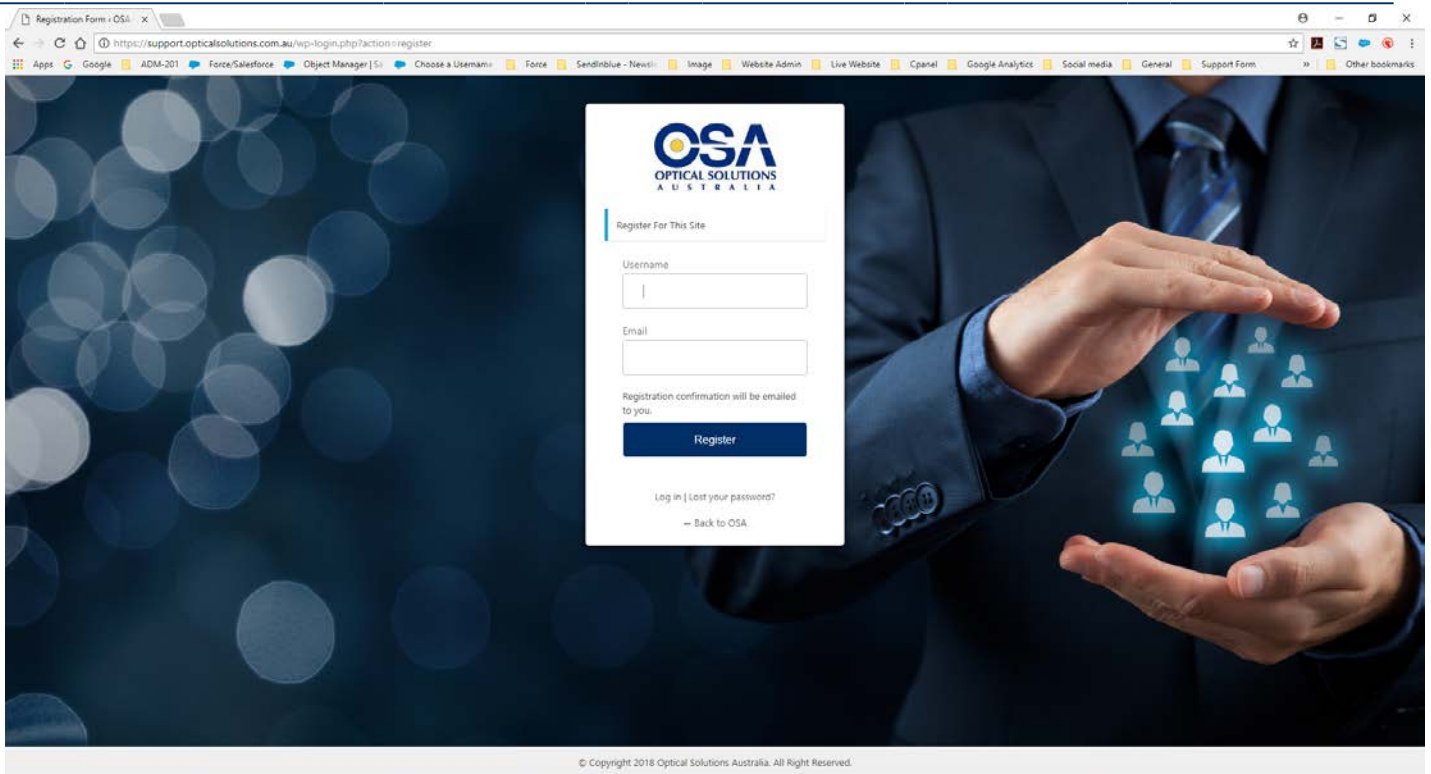 Registration Form ‹ OSA
https://support.opticalsolutions.com.au/wp-login.php?action=register
Apps Google ADM-201 Force/Salesforce Object Manager | Sa Choose a Username Force SendinBlue - Newsle Image Website Admin Live Website Cpanel Google Analytics Social media General Support Form » Other bookmarks
OSA
OPTICAL SOLUTIONS
AUSTRALIA
Register For This Site
Username
Email
Registration confirmation will be emailed
to you.
Register
Log in | Lost your password?
← Back to OSA
© Copyright 2018 Optical Solutions Australia. All Right Reserved.